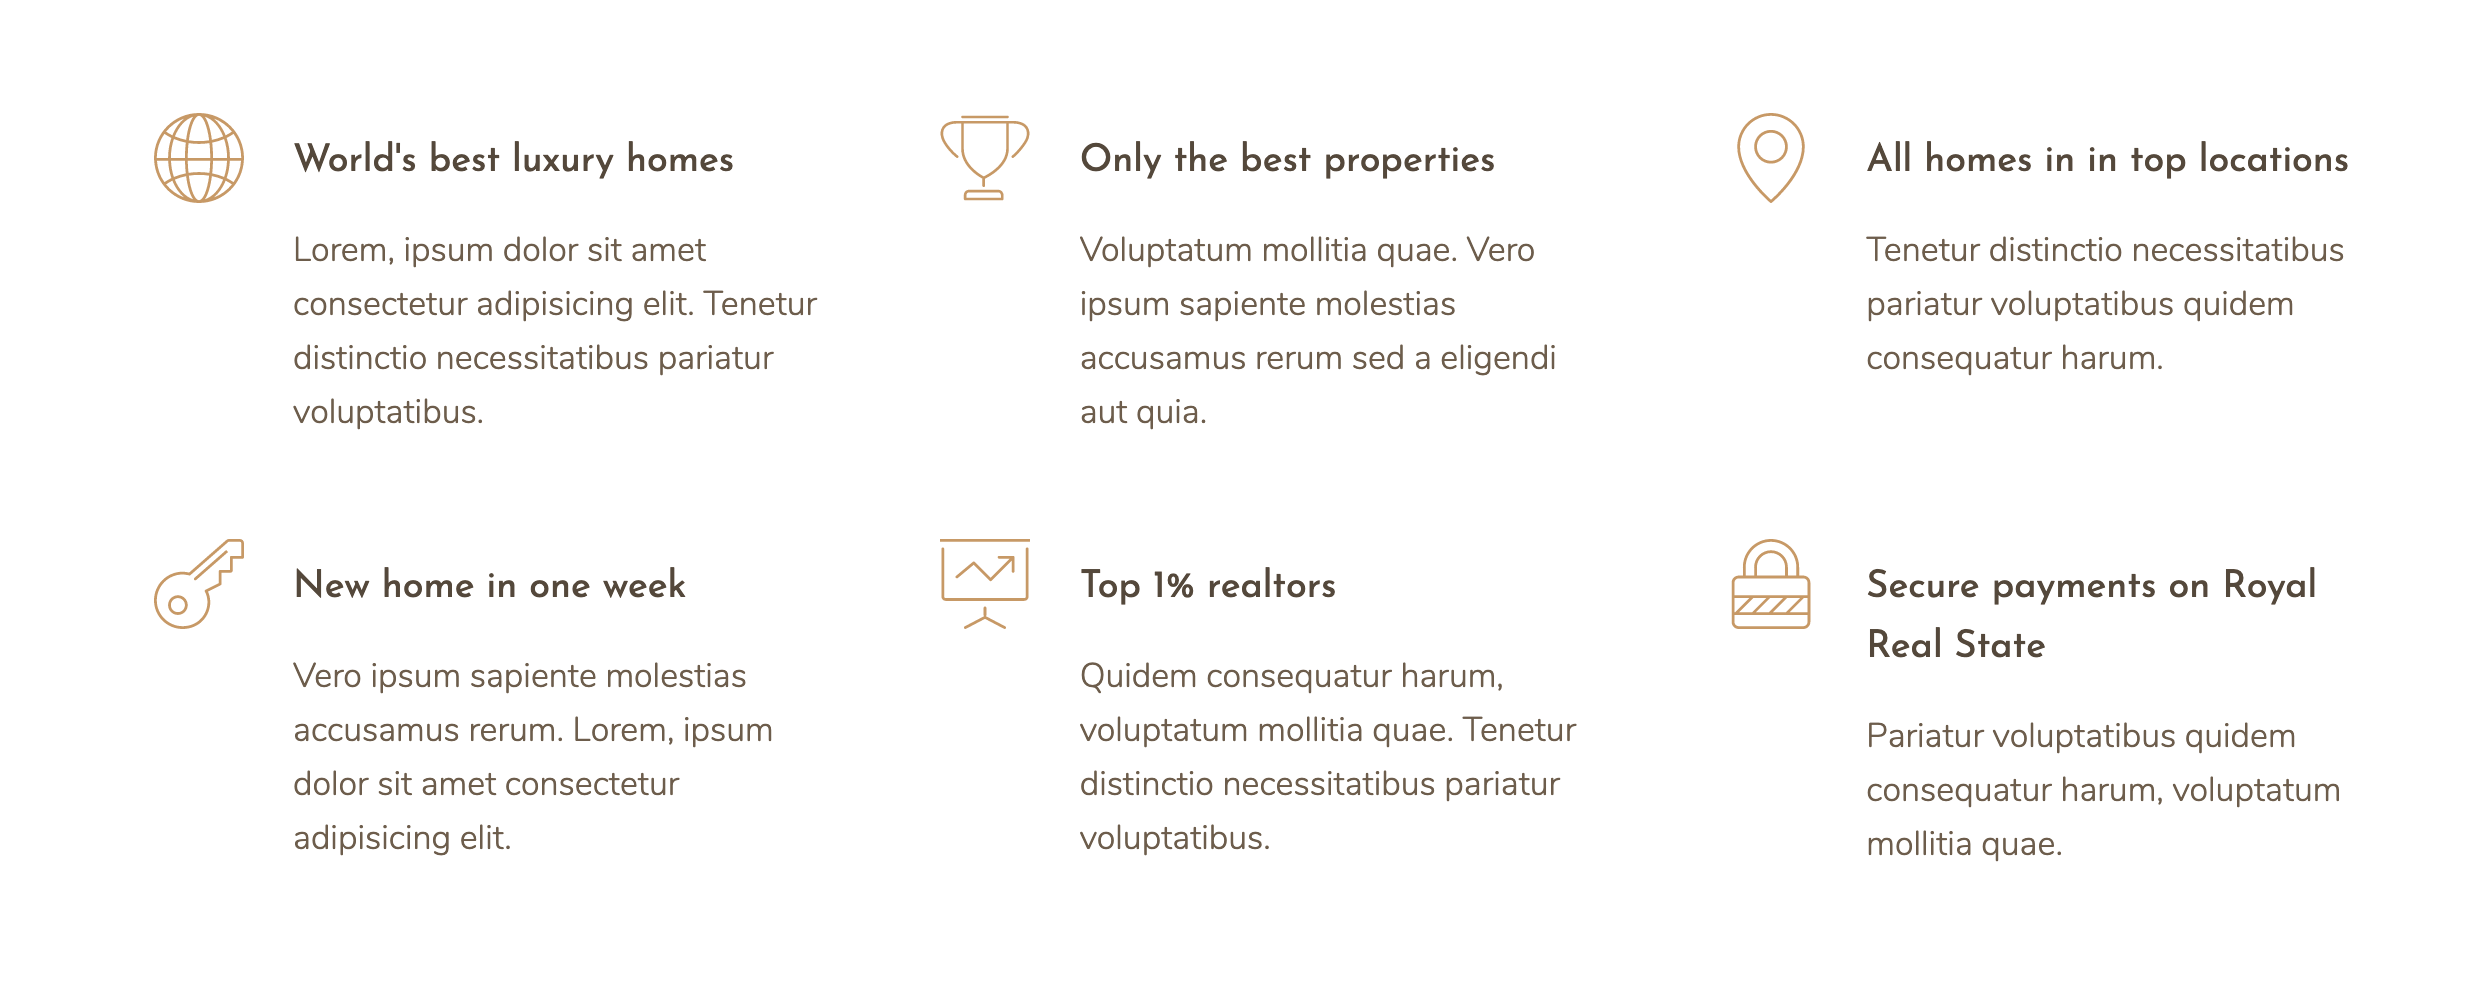 World's best luxury homes
Lorem, ipsum dolor sit amet
consectetur adipisicing elit. Tenetur
distinctio necessitatibus pariatur
voluptatibus.
Only the best properties
Voluptatum mollitia quae. Vero
ipsum sapiente molestias
accusamus rerum sed a eligendi
aut quia.
All homes in in top locations
Tenetur distinctio necessitatibus
pariatur voluptatibus quidem
consequatur harum.
New home in one week
Vero ipsum sapiente molestias
accusamus rerum. Lorem, ipsum
dolor sit amet consectetur
adipisicing elit.
Top 1% realtors
Quidem consequatur harum,
voluptatum mollitia quae. Tenetur
distinctio necessitatibus pariatur
voluptatibus.
Secure payments on Royal
Real State
Pariatur voluptatibus quidem
consequatur harum, voluptatum
mollitia quae.